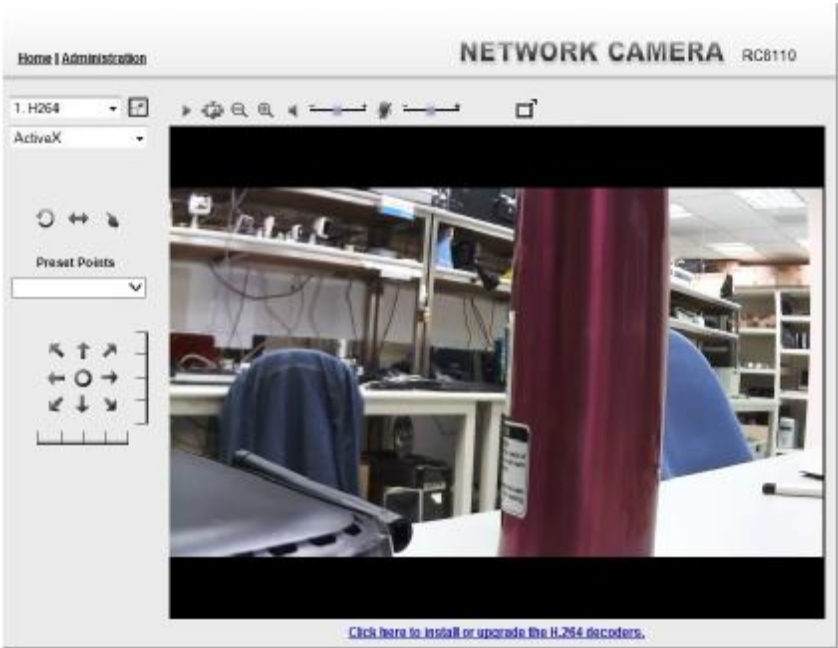 Home | Administration
NETWORK CAMERA RC8110
1. H264
ActiveX
Preset Points
Click here to install or upgrade the H.264 decoders.